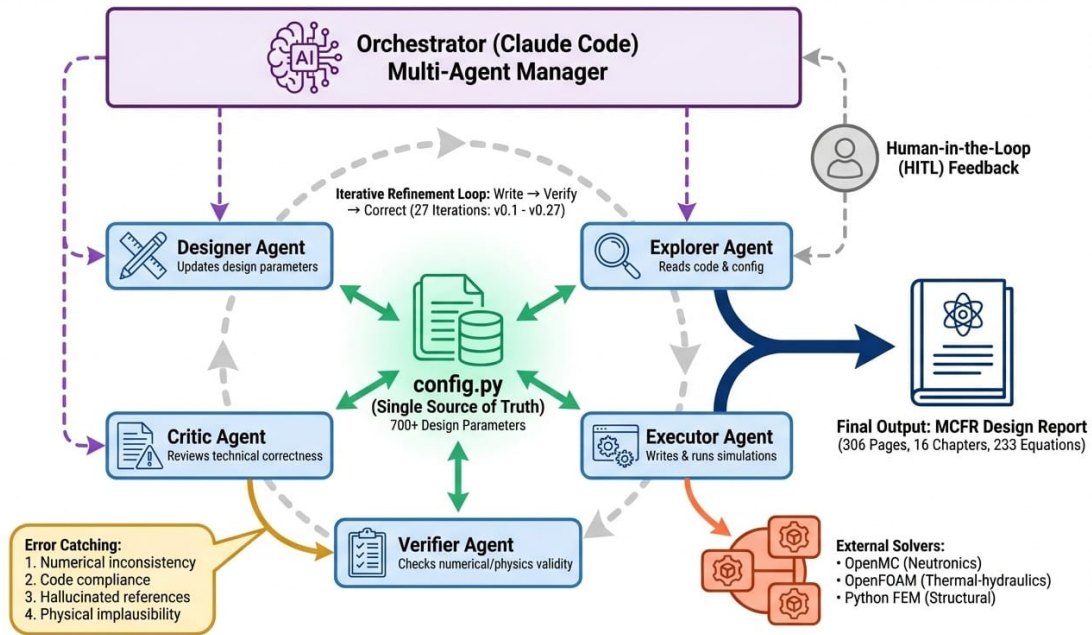 AI
Orchestrator (Claude Code)
Multi-Agent Manager
Human-in-the-Loop
(HITL) Feedback
Iterative Refinement Loop: Write → Verify
→ Correct (27 Iterations: v0.1 - v0.27)
Designer Agent
Updates design parameters
Explorer Agent
Reads code & config
config.py
(Single Source of Truth)
700+ Design Parameters
Critic Agent
Reviews technical correctness
Executor Agent
Writes & runs simulations
Final Output: MCFR Design Report
(306 Pages, 16 Chapters, 233 Equations)
Verifier Agent
Checks numerical/physics validity
Error Catching:
1. Numerical inconsistency
2. Code compliance
3. Hallucinated references
4. Physical implausibility
External Solvers:
• OpenMC (Neutronics)
• OpenFOAM (Thermal-hydraulics)
• Python FEM (Structural)